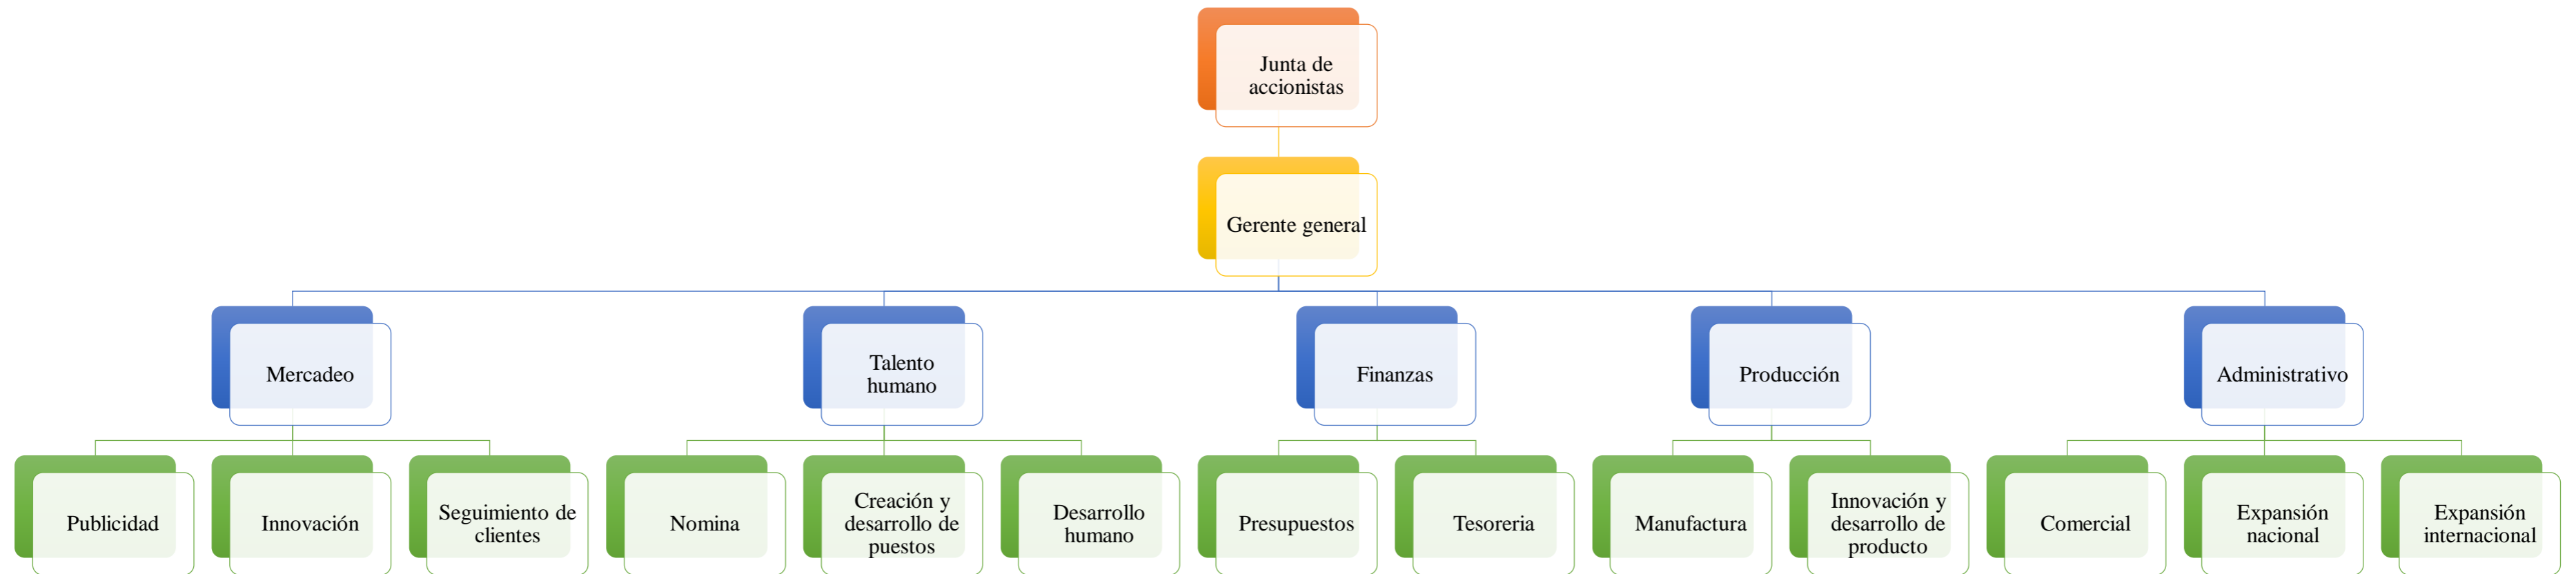 Junta de
accionistas
Gerente general
Mercadeo
Talento
humano
Finanzas
Producción
Administrativo
Publicidad
Innovación
Seguimiento de
clientes
Nomina
Creación y
desarrollo de
puestos
Desarrollo
humano
Presupuestos
Tesoreria
Manufactura
Innovación y
desarrollo de
producto
Comercial
Expansión
nacional
Expansión
internacional